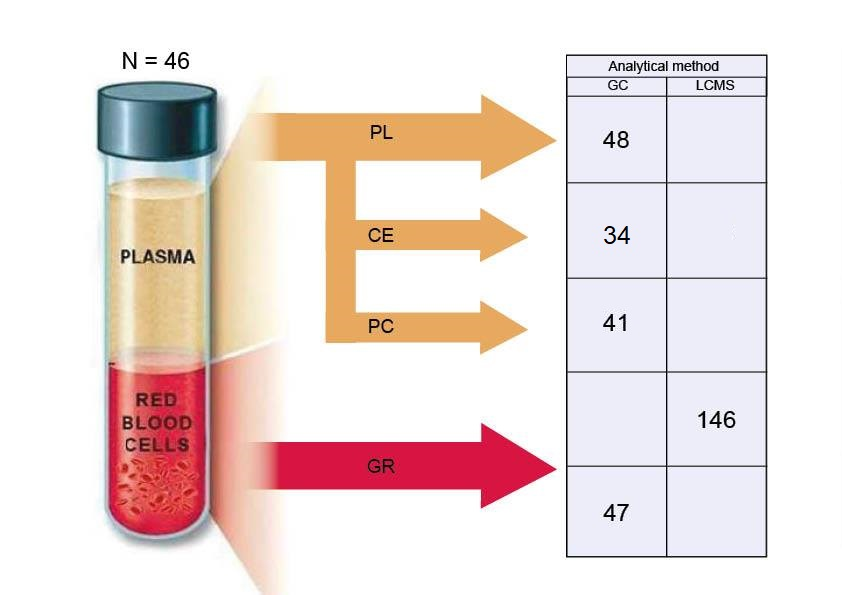 N = 46
PLASMA
RED
BLOOD
CELLS
PL
CE
PC
GR
Analytical method
GC LCMS
48
34
41
146
47